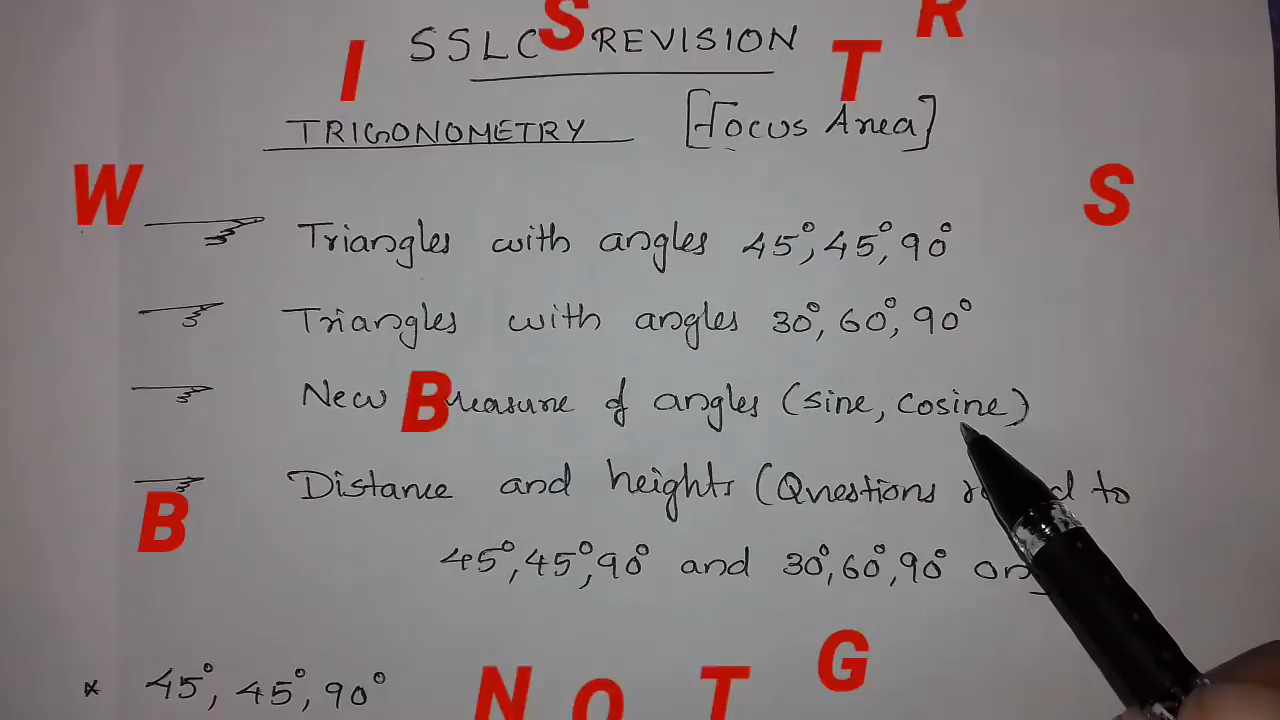 S R
I SSLC REVISION T
TRIGONOMETRY [Focus Area]
W S
Triangles with angles 45°, 45°, 90°
Triangles with angles 30°, 60°, 90°
New B measure of angles (sine, cosine)
Distance and heights (Questions to
B
45°, 45°, 90° and 30°, 60°, 90°
* 45°, 45°, 90°
N O T G